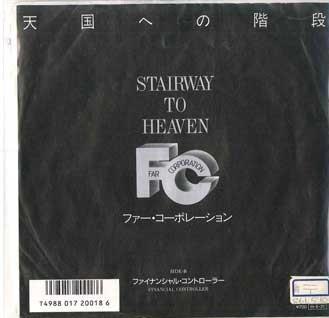 天国への階段
STAIRWAY
TO
HEAVEN
FC
FAR
CORPORATION
ファー・コーポレーション
SIDE-B
ファイナンシャル・コントローラー
FINANCIAL CONTROLLER
T4988 017 20018 6
¥700